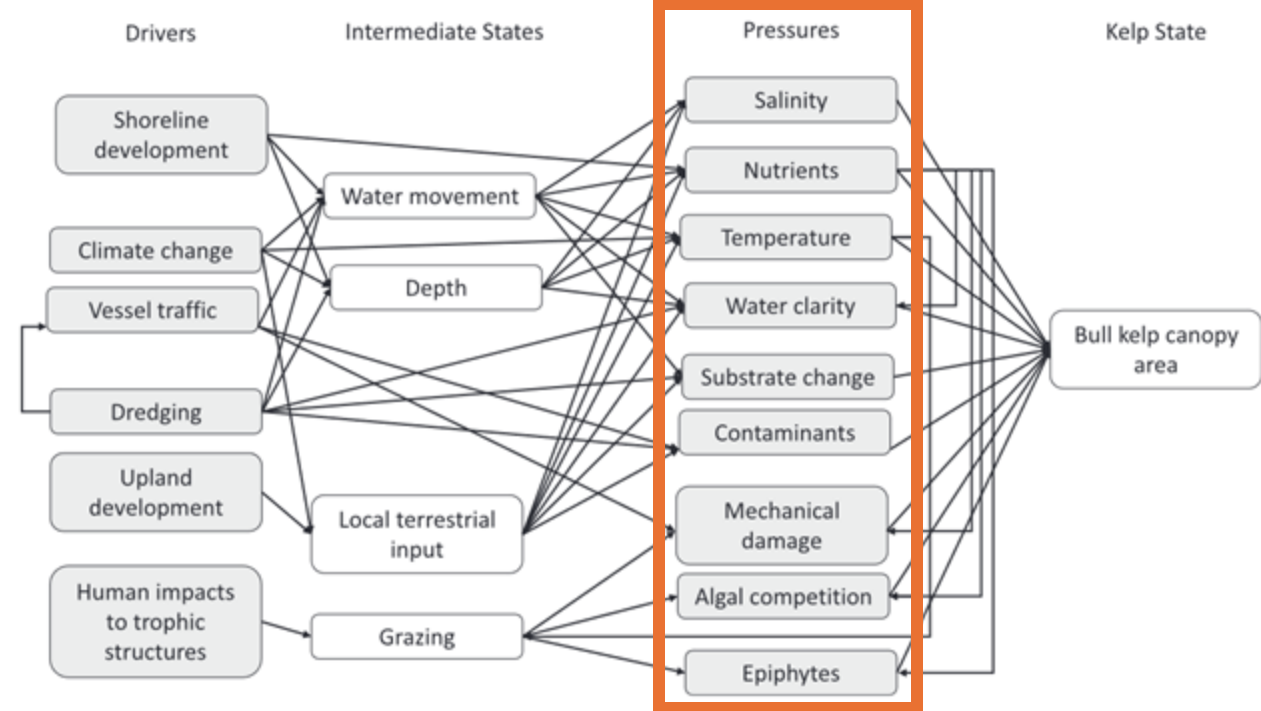 Drivers
Intermediate States
Pressures
Kelp State
Shoreline
development
Climate change
Vessel traffic
Dredging
Upland
development
Human impacts
to trophic
structures
Water movement
Depth
Local terrestrial
input
Grazing
Salinity
Nutrients
Temperature
Water clarity
Substrate change
Contaminants
Mechanical
damage
Algal competition
Epiphytes
Bull kelp canopy
area